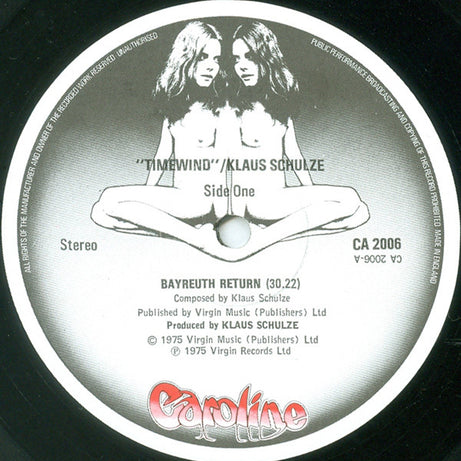 ALL RIGHTS OF THE MANUFACTURER AND OWNER OF THE RECORDED WORK RESERVED. UNAUTHORISED
PUBLIC PERFORMANCE BROADCASTING AND COPYING OF THIS RECORD PROHIBITED. MADE IN ENGLAND
"TIMEWIND"/KLAUS SCHULZE
Side One
Stereo
CA 2006
CA 2006-A
BAYREUTH RETURN (30.22)
Composed by Klaus Schulze
Published by Virgin Music (Publishers) Ltd
Produced by KLAUS SCHULZE
© 1975 Virgin Music (Publishers) Ltd
℗ 1975 Virgin Records Ltd
Caroline